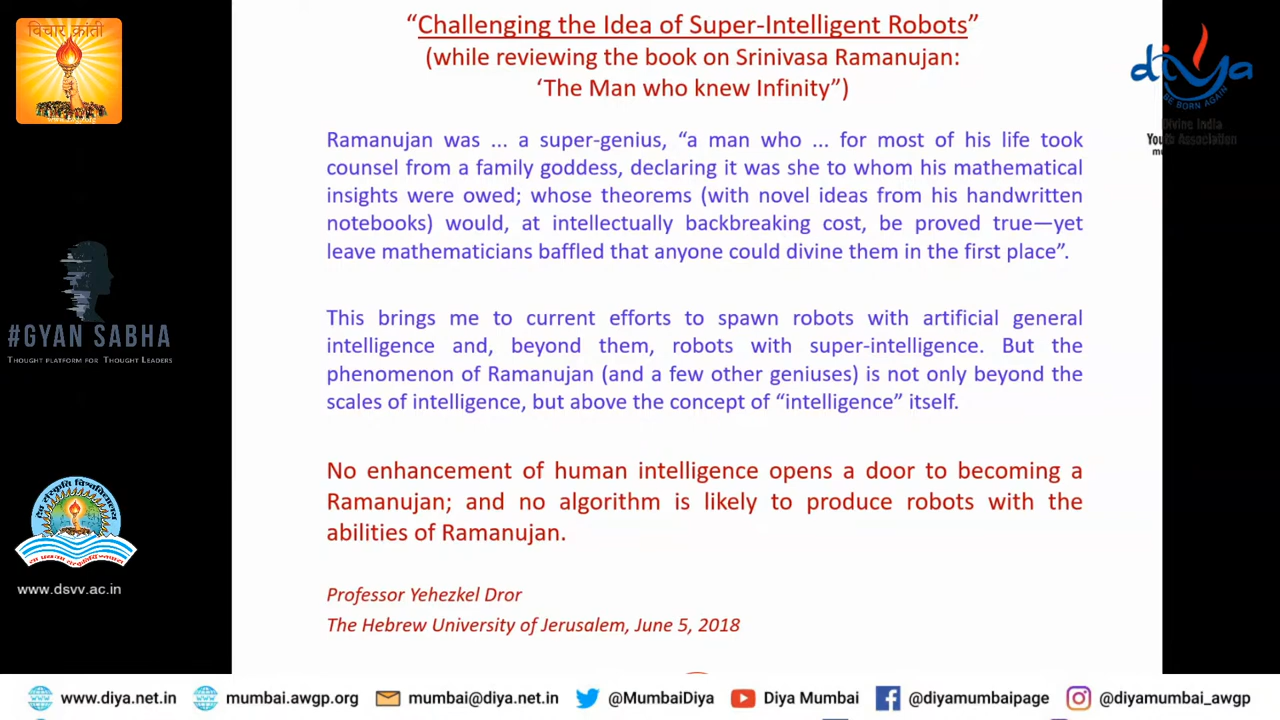 “Challenging the Idea of Super-Intelligent Robots”
(while reviewing the book on Srinivasa Ramanujan:
‘The Man who knew Infinity”)
Ramanujan was ... a super-genius, “a man who ... for most of his life took
counsel from a family goddess, declaring it was she to whom his mathematical
insights were owed; whose theorems (with novel ideas from his handwritten
notebooks) would, at intellectually backbreaking cost, be proved true—yet
leave mathematicians baffled that anyone could divine them in the first place”.
This brings me to current efforts to spawn robots with artificial general
intelligence and, beyond them, robots with super-intelligence. But the
phenomenon of Ramanujan (and a few other geniuses) is not only beyond the
scales of intelligence, but above the concept of “intelligence” itself.
No enhancement of human intelligence opens a door to becoming a
Ramanujan; and no algorithm is likely to produce robots with the
abilities of Ramanujan.
Professor Yehezkel Dror
The Hebrew University of Jerusalem, June 5, 2018
विचार क्रांती
#GYAN SABHA
THOUGHT PLATFORM FOR THOUGHT LEADERS
www.dsvv.ac.in
diya
BE BORN AGAIN
Divine India
Youth Association
www.diya.net.in
mumbai.awgp.org
mumbai@diya.net.in
@MumbaiDiya
Diya Mumbai
@diyamumbaipage
@diyamumbai_awgp